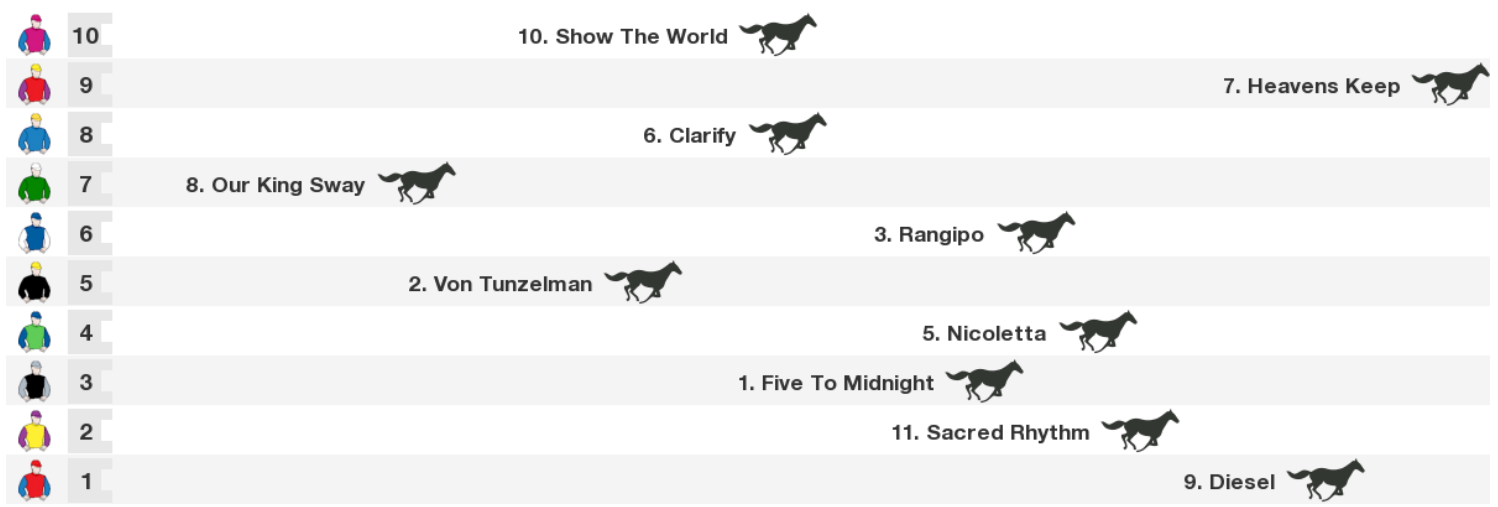 10 10. Show The World
9 7. Heavens Keep
8 6. Clarify
7 8. Our King Sway
6 3. Rangipo
5 2. Von Tunzelman
4 5. Nicoletta
3 1. Five To Midnight
2 11. Sacred Rhythm
1 9. Diesel